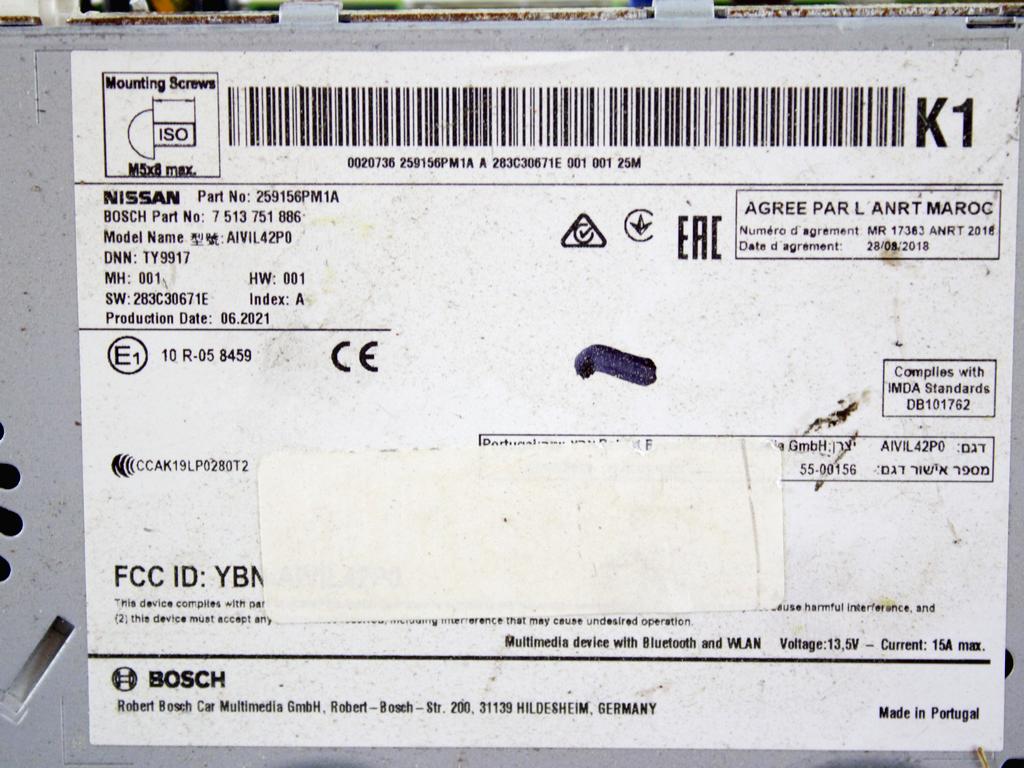 Mounting Screws
ISO
M5x8 max.
K1
0020736 259156PM1A A 283C30671E 001 001 25M
NISSAN Part No: 259156PM1A
BOSCH Part No: 7 513 751 886
Model Name 型號: AIVIL42P0
DNN: TY9917
MH: 001 HW: 001
SW: 283C30671E Index: A
Production Date: 06.2021
EAC
AGREE PAR L'ANRT MAROC
Numéro d'agrement: MR 17363 ANRT 2018
Date d'agrément: 28/08/2018
E1 10 R-05 8459
CE
Complies with
IMDA Standards
DB101762
GmbH: יצרן AIVIL42P0 דגם:
55-00156 מספר אישור דגם:
CCAK19LP0280T2
FCC ID: YBN AIVIL42P0
This device complies with par
ause harmful interference, and
(2) this device must accept any including interference that may cause undesired operation.
Multimedia device with Bluetooth and WLAN Voltage:13,5V – Current: 15A max.
BOSCH
Robert Bosch Car Multimedia GmbH, Robert-Bosch-Str. 200, 31139 HILDESHEIM, GERMANY
Made in Portugal